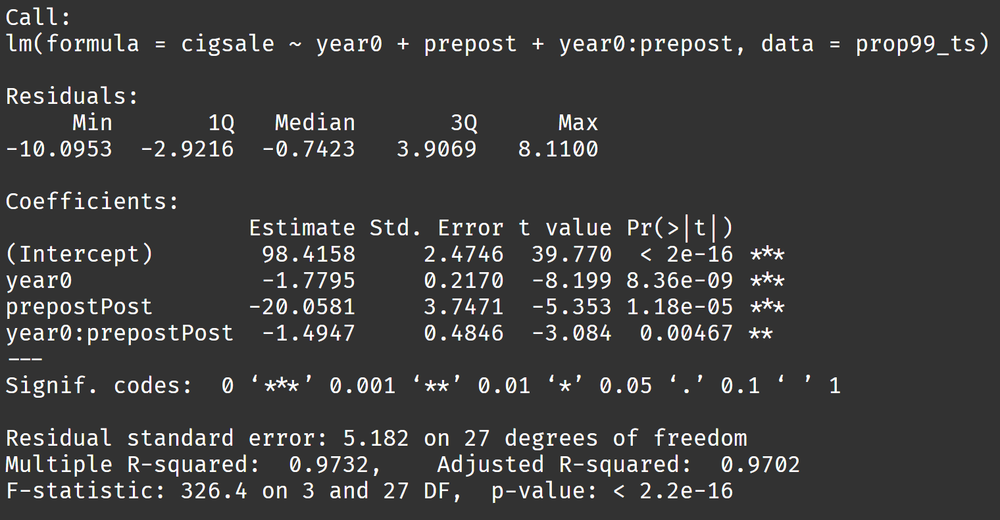 Call:
lm(formula = cigsale ~ year0 + prepost + year0:prepost, data = prop99_ts)
Residuals:
     Min       1Q   Median       3Q      Max
-10.0953  -2.9216  -0.7423   3.9069   8.1100
Coefficients:
                  Estimate Std. Error t value Pr(>|t|)
(Intercept)        98.4158     2.4746  39.770  < 2e-16 ***
year0              -1.7795     0.2170  -8.199 8.36e-09 ***
prepostPost       -20.0581     3.7471  -5.353 1.18e-05 ***
year0:prepostPost  -1.4947     0.4846  -3.084  0.00467 **
---
Signif. codes:  0 ‘***’ 0.001 ‘**’ 0.01 ‘*’ 0.05 ‘.’ 0.1 ‘ ’ 1
Residual standard error: 5.182 on 27 degrees of freedom
Multiple R-squared:  0.9732,    Adjusted R-squared:  0.9702
F-statistic: 326.4 on 3 and 27 DF,  p-value: < 2.2e-16